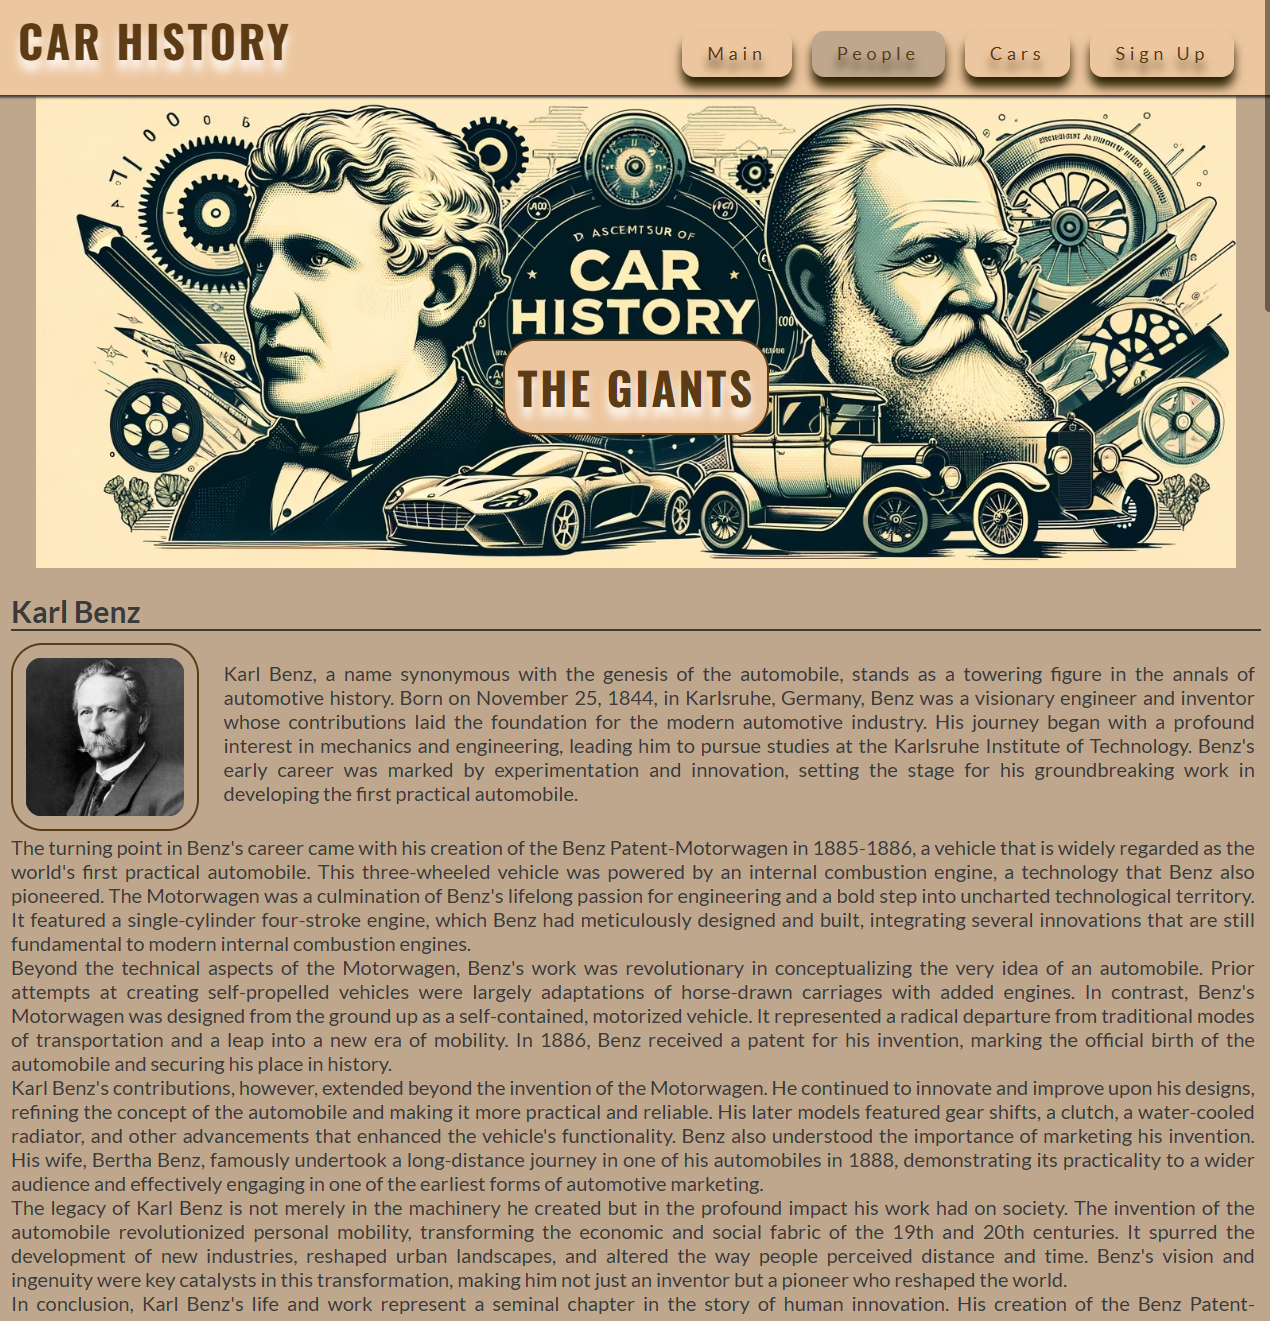 CAR HISTORY
Main
People
Cars
Sign Up
D ASCEMTSUR OF
CAR
HISTORY
THE GIANTS
Karl Benz
Karl Benz, a name synonymous with the genesis of the automobile, stands as a towering figure in the annals of
automotive history. Born on November 25, 1844, in Karlsruhe, Germany, Benz was a visionary engineer and inventor
whose contributions laid the foundation for the modern automotive industry. His journey began with a profound
interest in mechanics and engineering, leading him to pursue studies at the Karlsruhe Institute of Technology. Benz's
early career was marked by experimentation and innovation, setting the stage for his groundbreaking work in
developing the first practical automobile.
The turning point in Benz's career came with his creation of the Benz Patent-Motorwagen in 1885-1886, a vehicle that is widely regarded as the
world's first practical automobile. This three-wheeled vehicle was powered by an internal combustion engine, a technology that Benz also
pioneered. The Motorwagen was a culmination of Benz's lifelong passion for engineering and a bold step into uncharted technological territory.
It featured a single-cylinder four-stroke engine, which Benz had meticulously designed and built, integrating several innovations that are still
fundamental to modern internal combustion engines.
Beyond the technical aspects of the Motorwagen, Benz's work was revolutionary in conceptualizing the very idea of an automobile. Prior
attempts at creating self-propelled vehicles were largely adaptations of horse-drawn carriages with added engines. In contrast, Benz's
Motorwagen was designed from the ground up as a self-contained, motorized vehicle. It represented a radical departure from traditional modes
of transportation and a leap into a new era of mobility. In 1886, Benz received a patent for his invention, marking the official birth of the
automobile and securing his place in history.
Karl Benz's contributions, however, extended beyond the invention of the Motorwagen. He continued to innovate and improve upon his designs,
refining the concept of the automobile and making it more practical and reliable. His later models featured gear shifts, a clutch, a water-cooled
radiator, and other advancements that enhanced the vehicle's functionality. Benz also understood the importance of marketing his invention.
His wife, Bertha Benz, famously undertook a long-distance journey in one of his automobiles in 1888, demonstrating its practicality to a wider
audience and effectively engaging in one of the earliest forms of automotive marketing.
The legacy of Karl Benz is not merely in the machinery he created but in the profound impact his work had on society. The invention of the
automobile revolutionized personal mobility, transforming the economic and social fabric of the 19th and 20th centuries. It spurred the
development of new industries, reshaped urban landscapes, and altered the way people perceived distance and time. Benz's vision and
ingenuity were key catalysts in this transformation, making him not just an inventor but a pioneer who reshaped the world.
In conclusion, Karl Benz's life and work represent a seminal chapter in the story of human innovation. His creation of the Benz Patent-